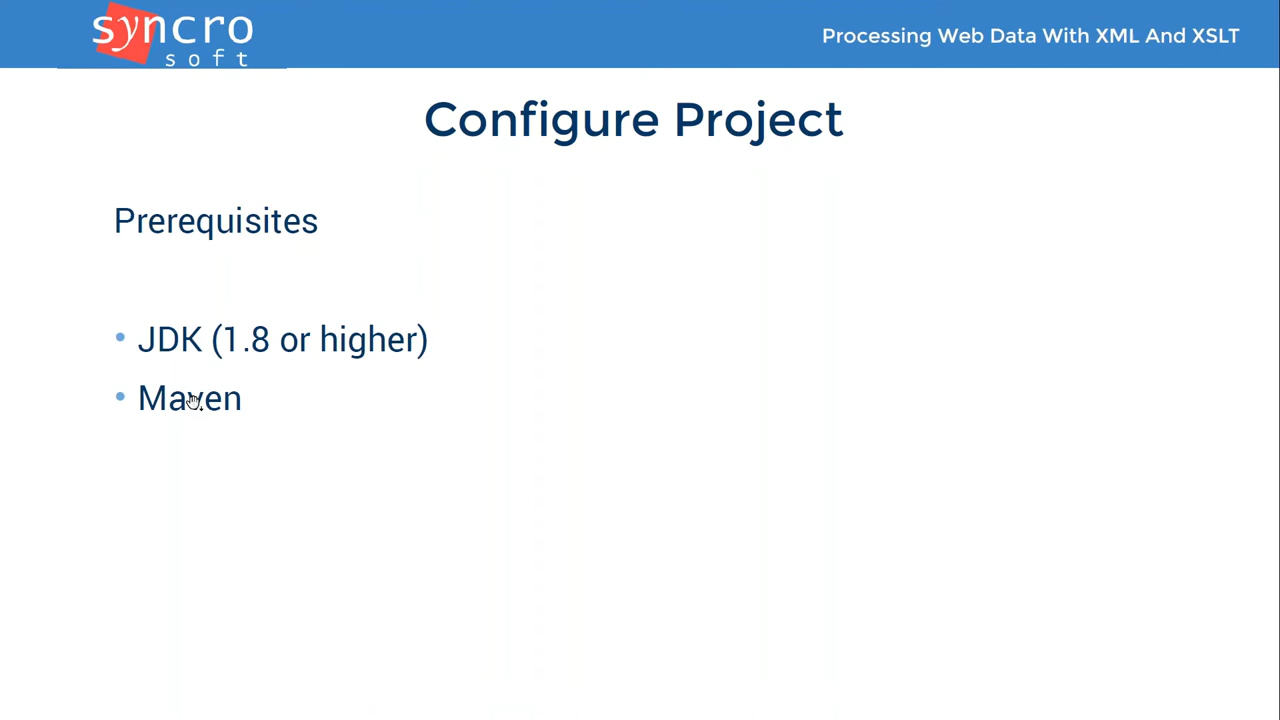 syncro
soft
Processing Web Data With XML And XSLT
Configure Project
Prerequisites
• JDK (1.8 or higher)
• Maven